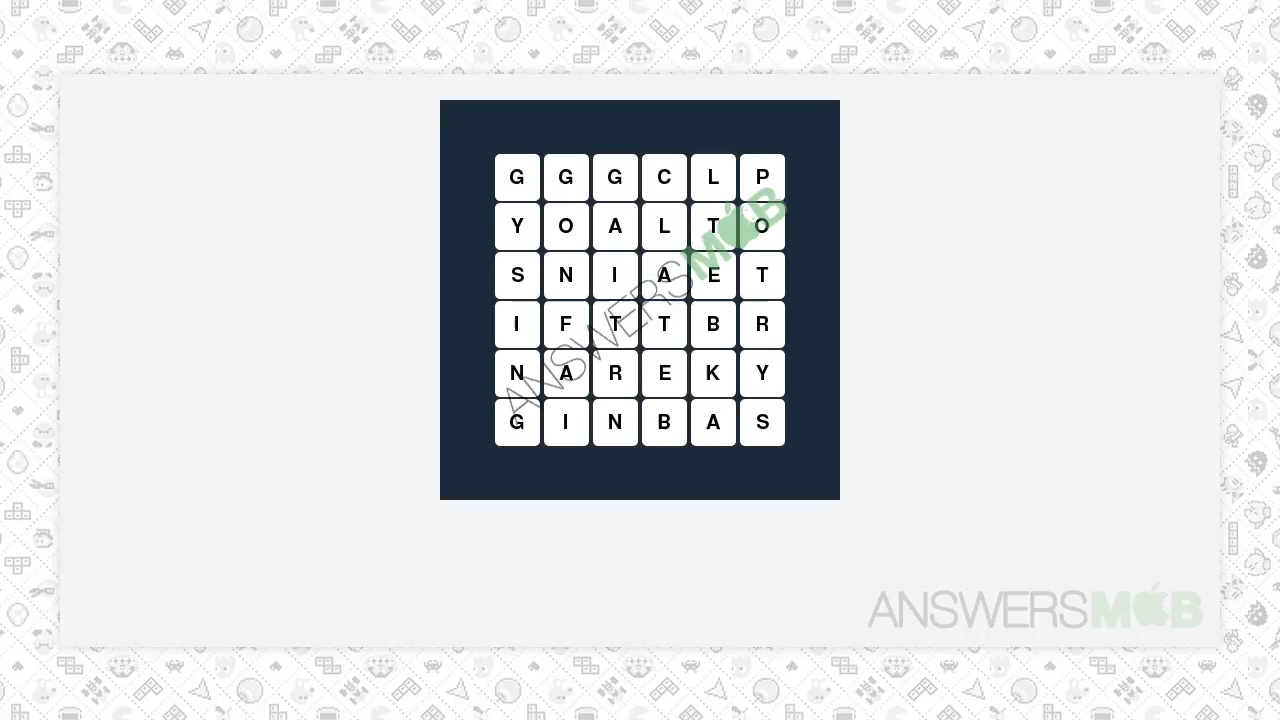 G G G C L P
Y O A L T O
S N I A E T
I F T T B R
N A R E K Y
G I N B A S
ANSWERSMOB
ANSWERSMOB